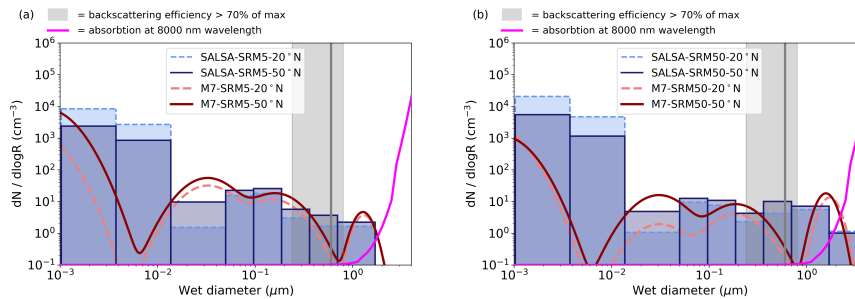 (a)
= backscattering efficiency > 70% of max
= absorbtion at 8000 nm wavelength
SALSA-SRM5-20°N
SALSA-SRM5-50°N
M7-SRM5-20°N
M7-SRM5-50°N
dN / dlogR (cm⁻³)
10⁶
10⁵
10⁴
10³
10²
10¹
10⁰
10⁻¹
10⁻³
10⁻²
10⁻¹
10⁰
Wet diameter (μm)
(b)
= backscattering efficiency > 70% of max
= absorbtion at 8000 nm wavelength
SALSA-SRM50-20°N
SALSA-SRM50-50°N
M7-SRM50-20°N
M7-SRM50-50°N
dN / dlogR (cm⁻³)
10⁶
10⁵
10⁴
10³
10²
10¹
10⁰
10⁻¹
10⁻³
10⁻²
10⁻¹
10⁰
Wet diameter (μm)